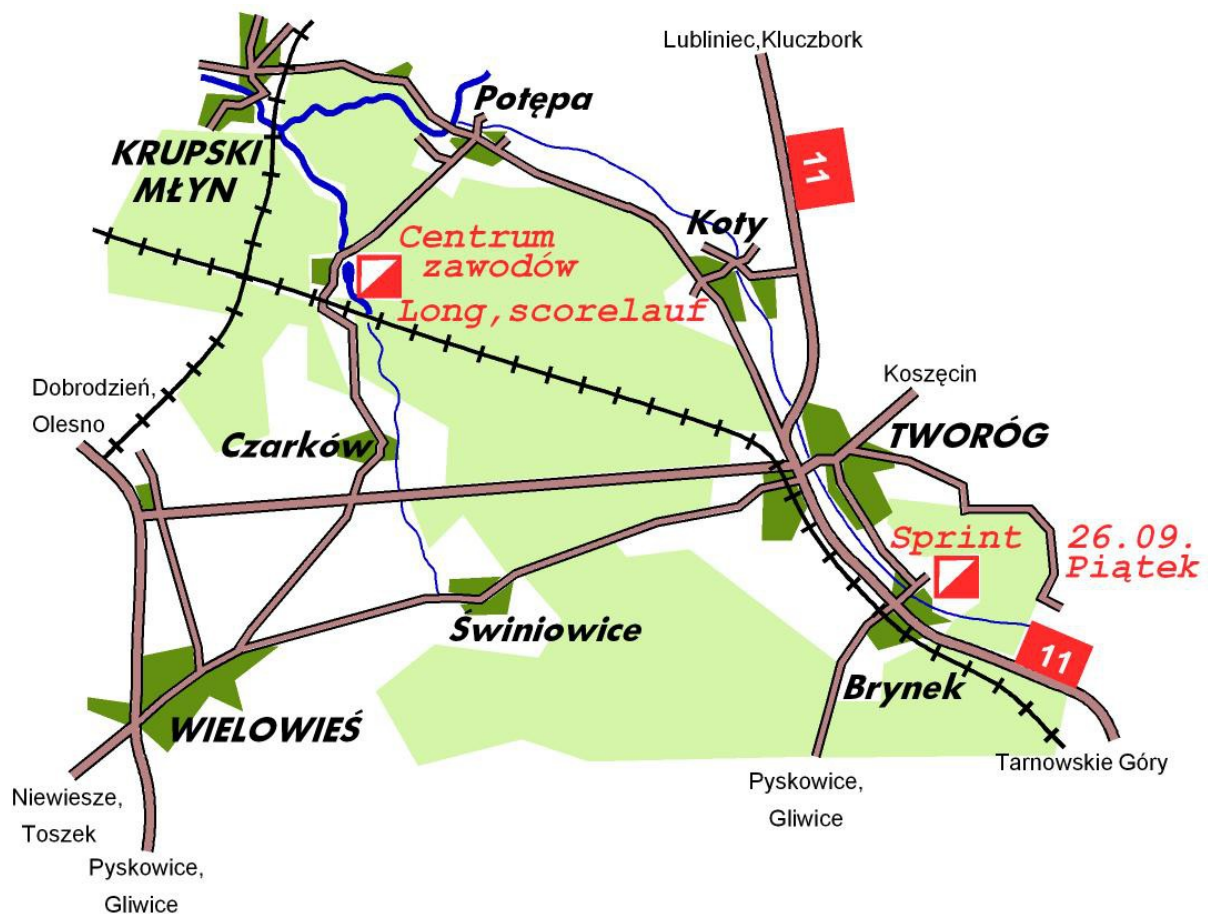 Lubliniec,Kluczbork
Potępa
KRUPSKI
MŁYN
11
Koty
Centrum
zawodów
Long,scorelauf
Dobrodzień,
Olesno
Koszęcin
Czarków
TWORÓG
Sprint
26.09.
Piątek
Świniowice
11
Brynek
WIELOWIEŚ
Tarnowskie Góry
Niewiesze,
Toszek
Pyskowice,
Gliwice
Pyskowice,
Gliwice